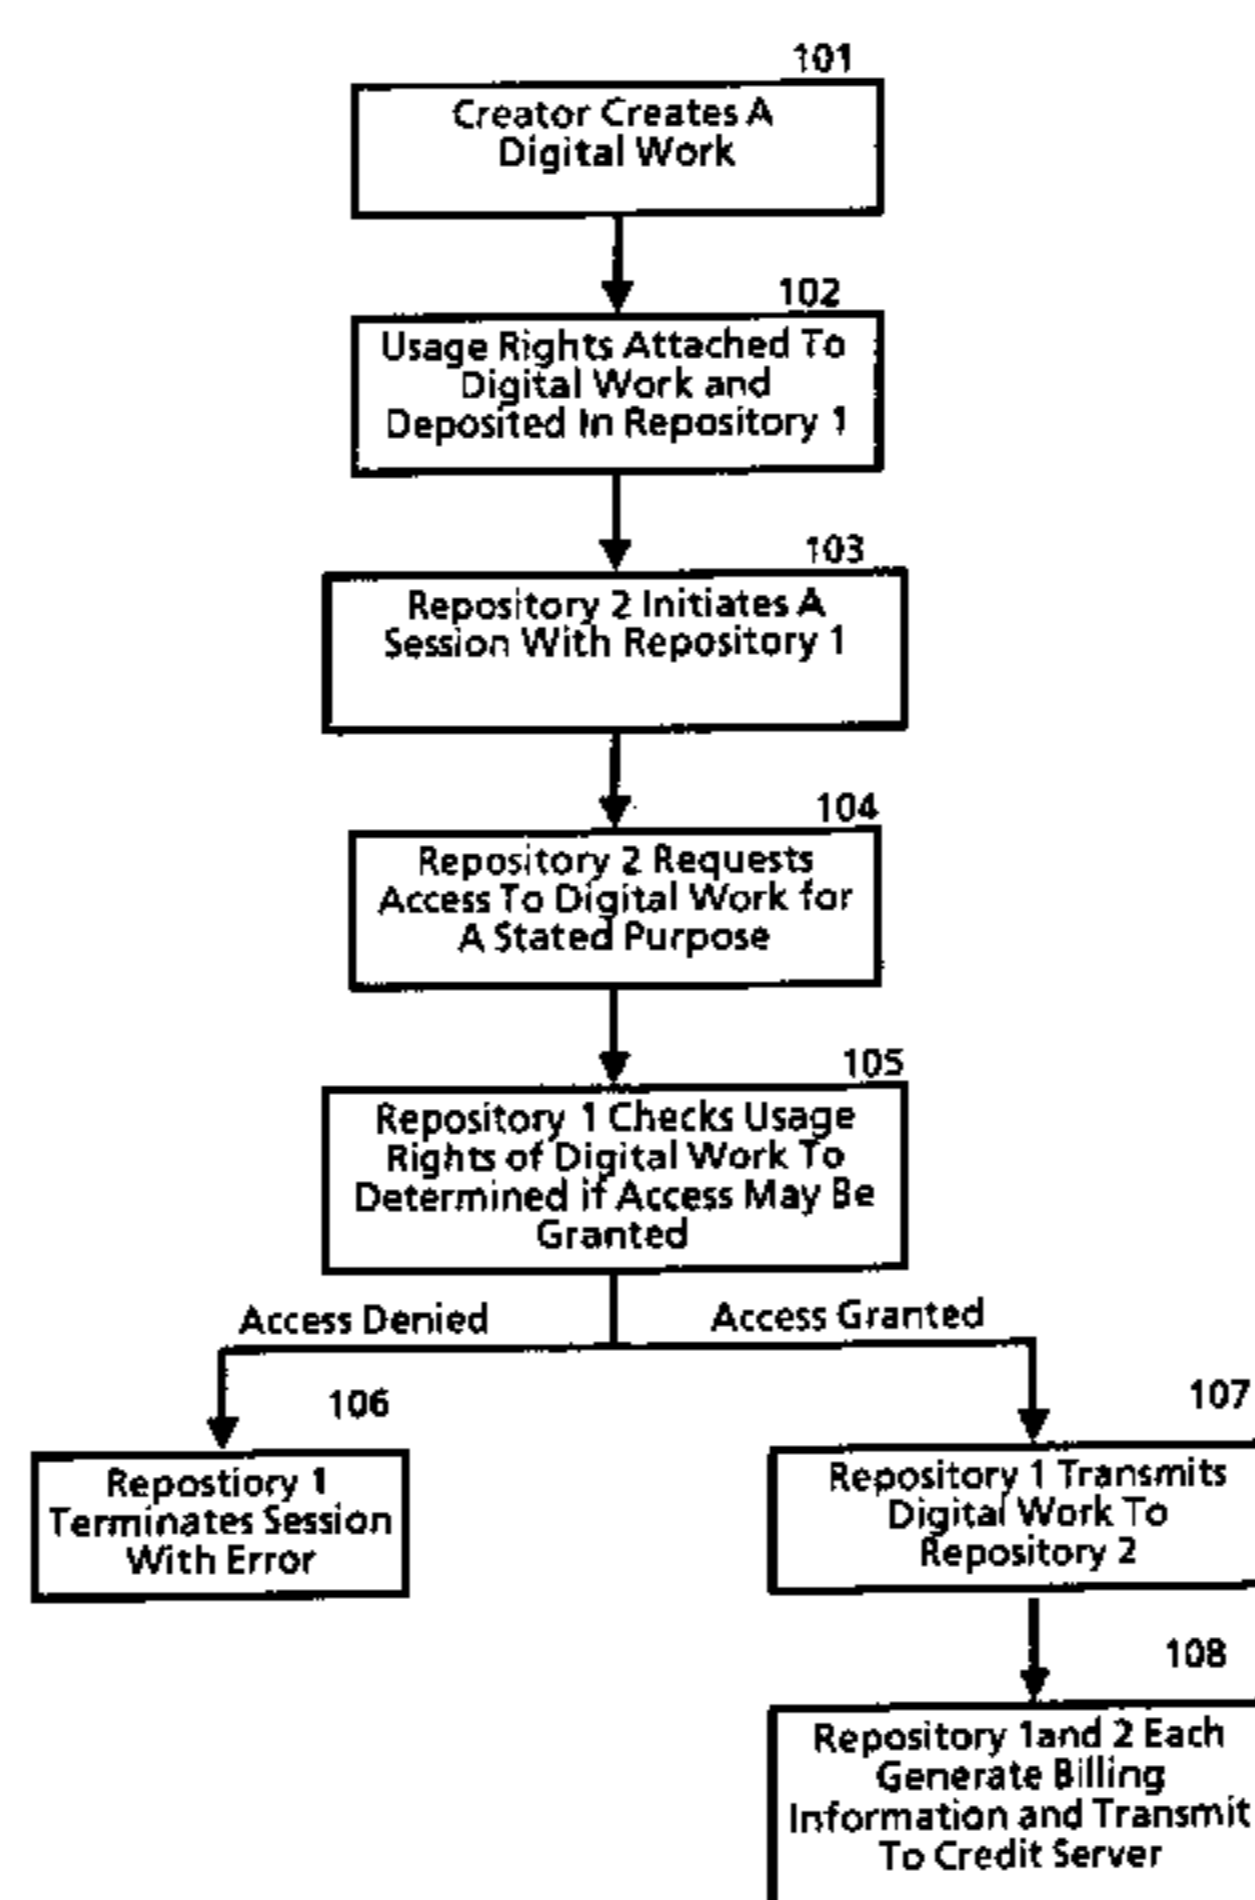 101
Creator Creates A
Digital Work
102
Usage Rights Attached To
Digital Work and
Deposited In Repository 1
103
Repository 2 Initiates A
Session With Repository 1
104
Repository 2 Requests
Access To Digital Work for
A Stated Purpose
105
Repository 1 Checks Usage
Rights of Digital Work To
Determined if Access May Be
Granted
Access Denied
Access Granted
106
Repostiory 1
Terminates Session
With Error
107
Repository 1 Transmits
Digital Work To
Repository 2
108
Repository 1and 2 Each
Generate Billing
Information and Transmit
To Credit Server